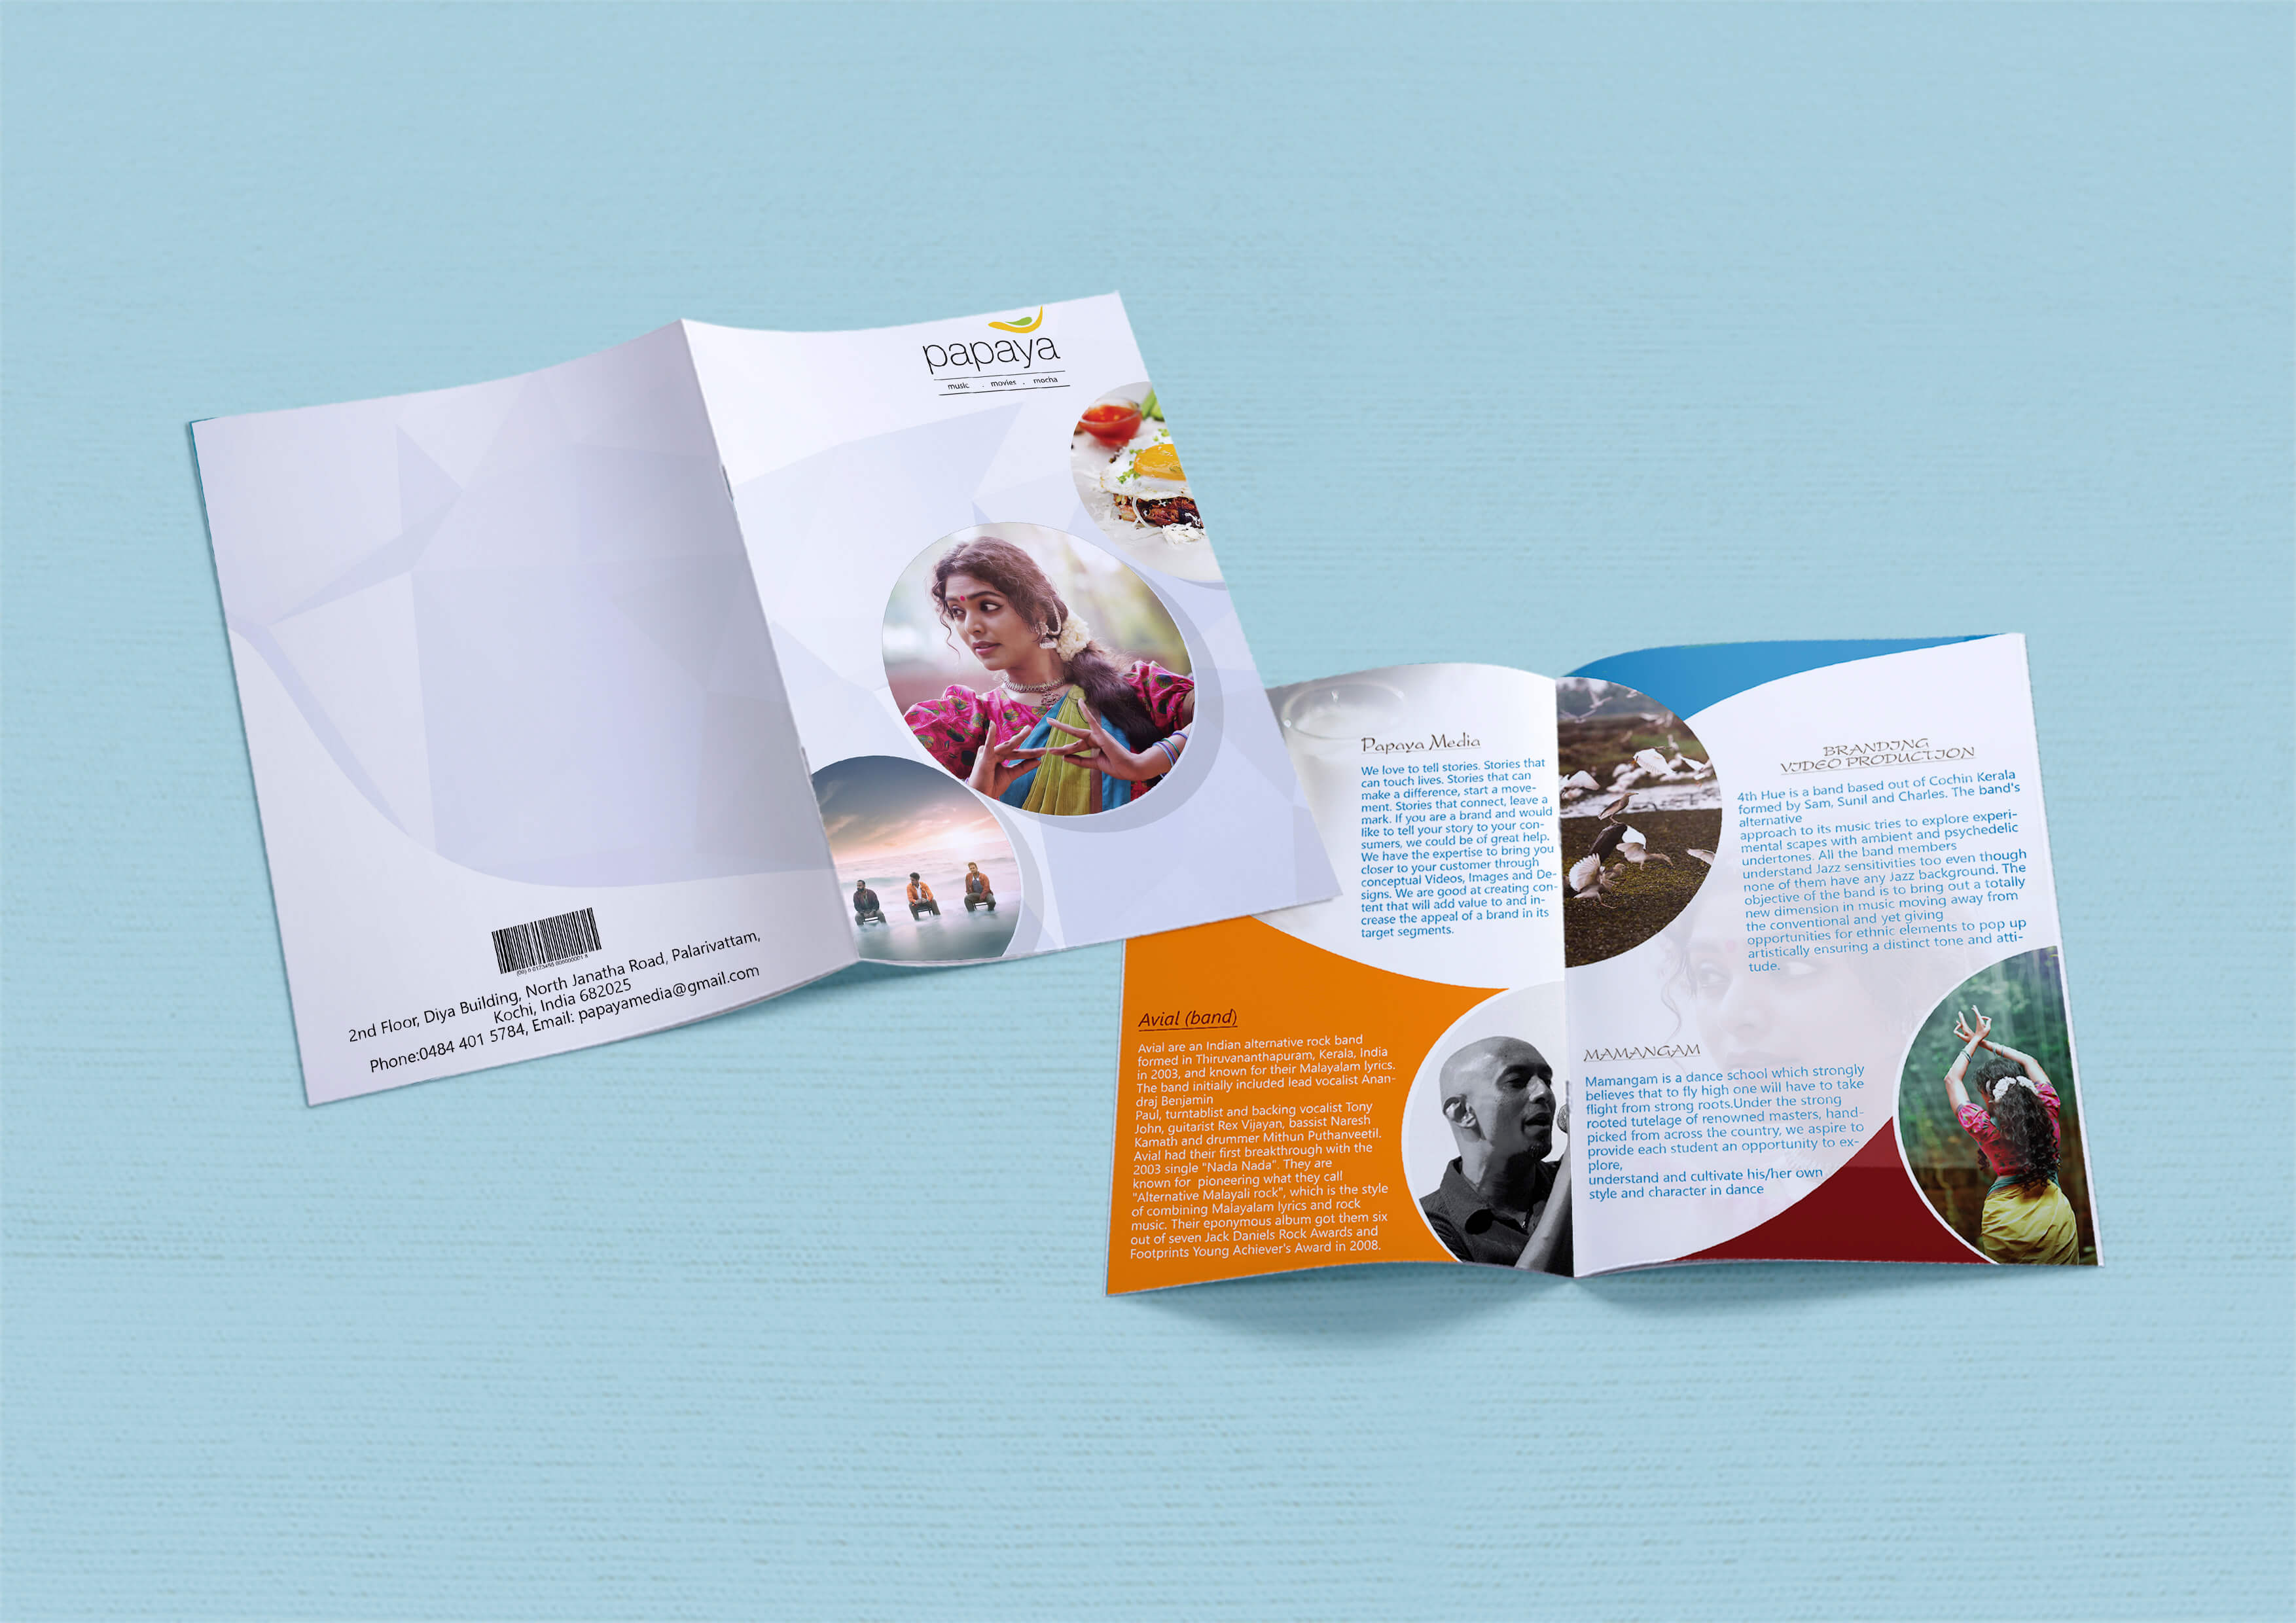 papaya
music . movies . mocha
2nd Floor, Diya Building, North Janatha Road, Palarivattam,
Kochi, India 682025
Phone:0484 401 5784, Email: papayamedia@gmail.com
Papaya Media
We love to tell stories. Stories that
can touch lives. Stories that can
make a difference, start a move-
ment. Stories that connect, leave a
mark. If you are a brand and would
like to tell your story to your con-
sumers, we could be of great help.
We have the expertise to bring you
closer to your customer through
conceptual Videos, Images and De-
signs. We are good at creating con-
tent that will add value to and in-
crease the appeal of a brand in its
target segments.
Avial (band)
Avial are an Indian alternative rock band
formed in Thiruvananthapuram, Kerala, India
in 2003, and known for their Malayalam lyrics.
The band initially included lead vocalist Anan-
draj Benjamin
Paul, turntablist and backing vocalist Tony
John, guitarist Rex Vijayan, bassist Naresh
Kamath and drummer Mithun Puthanveetil.
Avial had their first breakthrough with the
2003 single "Nada Nada". They are
known for pioneering what they call
"Alternative Malayali rock", which is the style
of combining Malayalam lyrics and rock
music. Their eponymous album got them six
out of seven Jack Daniels Rock Awards and
Footprints Young Achiever's Award in 2008.
BRANDING
VIDEO PRODUCTION
4th Hue is a band based out of Cochin Kerala
formed by Sam, Sunil and Charles. The band's
alternative
approach to its music tries to explore experi-
mental scapes with ambient and psychedelic
undertones. All the band members
understand Jazz sensitivities too even though
none of them have any Jazz background. The
objective of the band is to bring out a totally
new dimension in music moving away from
the conventional and yet giving
opportunities for ethnic elements to pop up
artistically ensuring a distinct tone and atti-
tude.
MAMANGAM
Mamangam is a dance school which strongly
believes that to fly high one will have to take
flight from strong roots.Under the strong
rooted tutelage of renowned masters, hand-
picked from across the country, we aspire to
provide each student an opportunity to ex-
plore,
understand and cultivate his/her own
style and character in dance